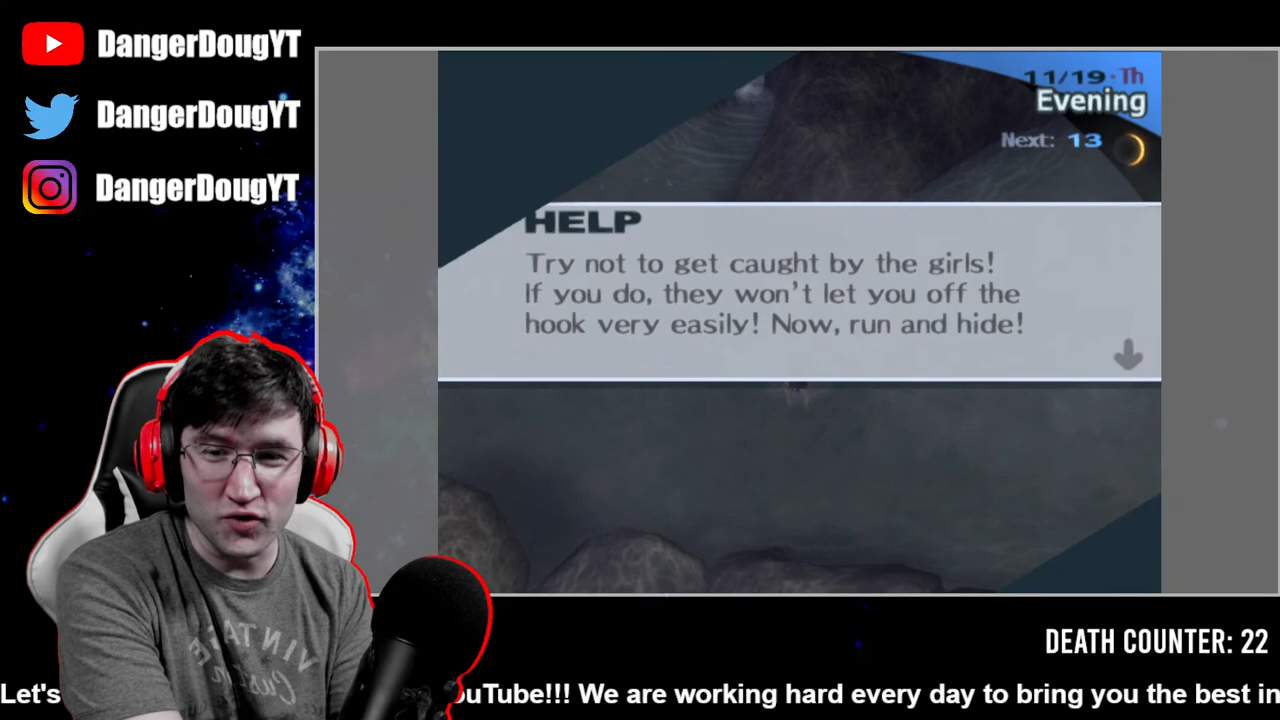 DangerDougYT
DangerDougYT
DangerDougYT
11/19·Th
Evening
Next: 13
HELP
Try not to get caught by the girls!
If you do, they won't let you off the
hook very easily! Now, run and hide!
VINTAG
DEATH COUNTER: 22
Let's
ouTube!!! We are working hard every day to bring you the best in